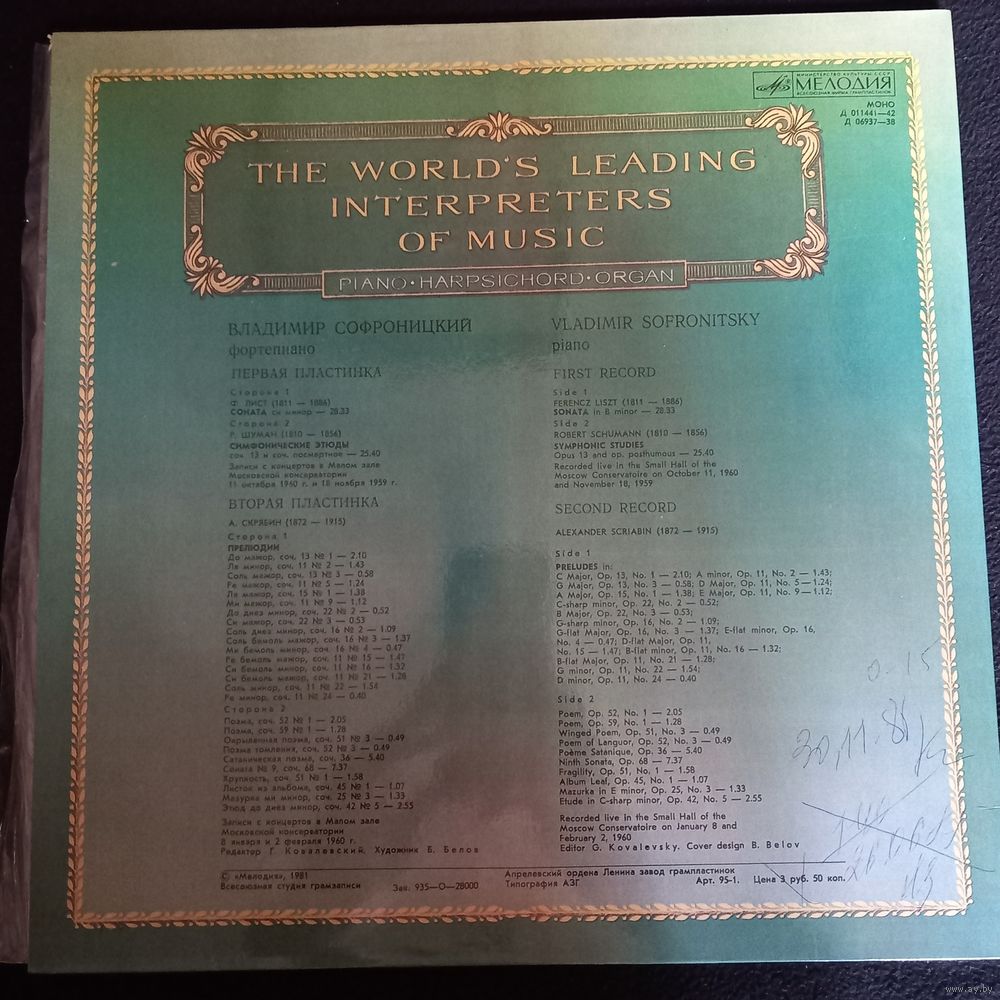 МИНИСТЕРСТВО КУЛЬТУРЫ СССР
МЕЛОДИЯ
ВСЕСОЮЗНАЯ ФИРМА ГРАМПЛАСТИНОК
МОНО
Д 011441—42
Д 06937—38
THE WORLD'S LEADING
INTERPRETERS
OF MUSIC
PIANO·HARPSICHORD·ORGAN
ВЛАДИМИР СОФРОНИЦКИЙ
фортепиано
ПЕРВАЯ ПЛАСТИНКА
Сторона 1
Ф. ЛИСТ (1811 — 1886)
СОНАТА си минор — 28.33
Сторона 2
Р. ШУМАН (1810 — 1856)
СИМФОНИЧЕСКИЕ ЭТЮДЫ
соч. 13 и соч. посмертное — 25.40
Записи с концертов в Малом зале
Московской консерватории
11 октября 1960 г. и 18 ноября 1959 г.
ВТОРАЯ ПЛАСТИНКА
А. СКРЯБИН (1872 — 1915)
Сторона 1
ПРЕЛЮДИИ
До мажор, соч. 13 № 1 — 2.10
Ля минор, соч. 11 № 2 — 1.43
Соль мажор, соч. 13 № 3 — 0.58
Ре мажор, соч. 11 № 5 — 1.24
Ля мажор, соч. 15 № 1 — 1.38
Ми мажор, соч. 11 № 9 — 1.12
До диез минор, соч. 22 № 2 — 0.52
Си мажор, соч. 22 № 3 — 0.53
Соль диез минор, соч. 16 № 2 — 1.09
Соль бемоль мажор, соч. 16 № 3 — 1.37
Ми бемоль минор, соч. 16 № 4 — 0.47
Ре бемоль мажор, соч. 11 № 15 — 1.47
Си бемоль минор, соч. 11 № 16 — 1.32
Си бемоль мажор, соч. 11 № 21 — 1.28
Соль минор, соч. 11 № 22 — 1.54
Ре минор, соч. 11 № 24 — 0.40
Сторона 2
Поэма, соч. 52 № 1 — 2.05
Поэма, соч. 59 № 1 — 1.28
Окрыленная поэма, соч. 51 № 3 — 0.49
Поэма томления, соч. 52 № 3 — 0.49
Сатаническая поэма, соч. 36 — 5.40
Соната № 9, соч. 68 — 7.37
Хрупкость, соч. 51 № 1 — 1.58
Листок из альбома, соч. 45 № 1 — 1.07
Мазурка ми минор, соч. 25 № 3 — 1.33
Этюд до диез минор, соч. 42 № 5 — 2.55
Записи с концертов в Малом зале
Московской консерватории
8 января и 2 февраля 1960 г.
Редактор Г. Ковалевский. Художник Б. Белов
VLADIMIR SOFRONITSKY
piano
FIRST RECORD
Side 1
FERENCZ LISZT (1811 — 1886)
SONATA in B minor — 28.33
Side 2
ROBERT SCHUMANN (1810 — 1856)
SYMPHONIC STUDIES
Opus 13 and op. posthumous — 25.40
Recorded live in the Small Hall of the
Moscow Conservatoire on October 11, 1960
and November 18, 1959
SECOND RECORD
ALEXANDER SCRIABIN (1872 — 1915)
Side 1
PRELUDES in:
C Major, Op. 13, No. 1 — 2.10; A minor, Op. 11, No. 2 — 1.43;
G Major, Op. 13, No. 3 — 0.58; D Major, Op. 11, No. 5 — 1.24;
A Major, Op. 15, No. 1 — 1.38; E Major, Op. 11, No. 9 — 1.12;
C-sharp minor, Op. 22, No. 2 — 0.52;
B Major, Op. 22, No. 3 — 0.53;
G-sharp minor, Op. 16, No. 2 — 1.09;
G-flat Major, Op. 16, No. 3 — 1.37; E-flat minor, Op. 16,
No. 4 — 0.47; D-flat Major, Op. 11,
No. 15 — 1.47; B-flat minor, Op. 11, No. 16 — 1.32;
B-flat Major, Op. 11, No. 21 — 1.28;
G minor, Op. 11, No. 22 — 1.54;
D minor, Op. 11, No. 24 — 0.40
Side 2
Poem, Op. 52, No. 1 — 2.05
Poem, Op. 59, No. 1 — 1.28
Winged Poem, Op. 51, No. 3 — 0.49
Poem of Languor, Op. 52, No. 3 — 0.49
Poème Satanique, Op. 36 — 5.40
Ninth Sonata, Op. 68 — 7.37
Fragility, Op. 51, No. 1 — 1.58
Album Leaf, Op. 45, No. 1 — 1.07
Mazurka in E minor, Op. 25, No. 3 — 1.33
Etude in C-sharp minor, Op. 42, No. 5 — 2.55
Recorded live in the Small Hall of the
Moscow Conservatoire on January 8 and
February 2, 1960
Editor G. Kovalevsky. Cover design B. Belov
© «Мелодия», 1981
Всесоюзная студия грамзаписи
Зак. 935—О—28000
Апрелевский ордена Ленина завод грампластинок
Типография АЗГ
Арт. 95-1. Цена 3 руб. 50 коп.
www.ay.by